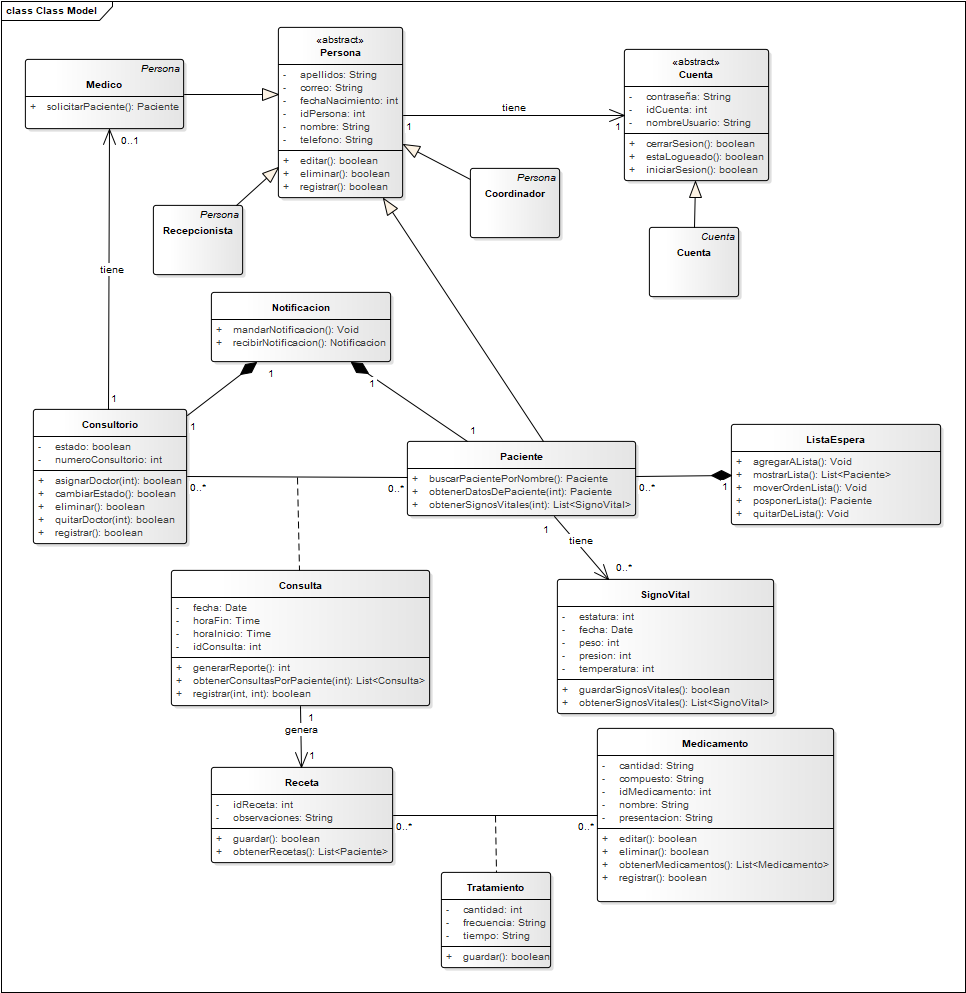 class Class Model
«abstract»
Persona
- apellidos: String
- correo: String
- fechaNacimiento: int
- idPersona: int
- nombre: String
- telefono: String
+ editar(): boolean
+ eliminar(): boolean
+ registrar(): boolean
Persona
Medico
+ solicitarPaciente(): Paciente
«abstract»
Cuenta
- contraseña: String
- idCuenta: int
- nombreUsuario: String
+ cerrarSesion(): boolean
+ estaLogueado(): boolean
+ iniciarSesion(): boolean
tiene
1
1
0..1
Persona
Coordinador
Persona
Recepcionista
Cuenta
Cuenta
tiene
Notificacion
+ mandarNotificacion(): Void
+ recibirNotificacion(): Notificacion
1
1
1
1
1
Consultorio
- estado: boolean
- numeroConsultorio: int
+ asignarDoctor(int): boolean
+ cambiarEstado(): boolean
+ eliminar(): boolean
+ quitarDoctor(int): boolean
+ registrar(): boolean
0..*
0..*
Paciente
+ buscarPacientePorNombre(): Paciente
+ obtenerDatosDePaciente(int): Paciente
+ obtenerSignosVitales(int): List<SignoVital>
0..*
1
ListaEspera
+ agregarALista(): Void
+ mostrarLista(): List<Paciente>
+ moverOrdenLista(): Void
+ posponerLista(): Paciente
+ quitarDeLista(): Void
1
tiene
0..*
Consulta
- fecha: Date
- horaFin: Time
- horaInicio: Time
- idConsulta: int
+ generarReporte(): int
+ obtenerConsultasPorPaciente(int): List<Consulta>
+ registrar(int, int): boolean
SignoVital
- estatura: int
- fecha: Date
- peso: int
- presion: int
- temperatura: int
+ guardarSignosVitales(): boolean
+ obtenerSignosVitales(): List<SignoVital>
1
genera
1
Receta
- idReceta: int
- observaciones: String
+ guardar(): boolean
+ obtenerRecetas(): List<Paciente>
0..*
0..*
Medicamento
- cantidad: String
- compuesto: String
- idMedicamento: int
- nombre: String
- presentacion: String
+ editar(): boolean
+ eliminar(): boolean
+ obtenerMedicamentos(): List<Medicamento>
+ registrar(): boolean
Tratamiento
- cantidad: int
- frecuencia: String
- tiempo: String
+ guardar(): boolean